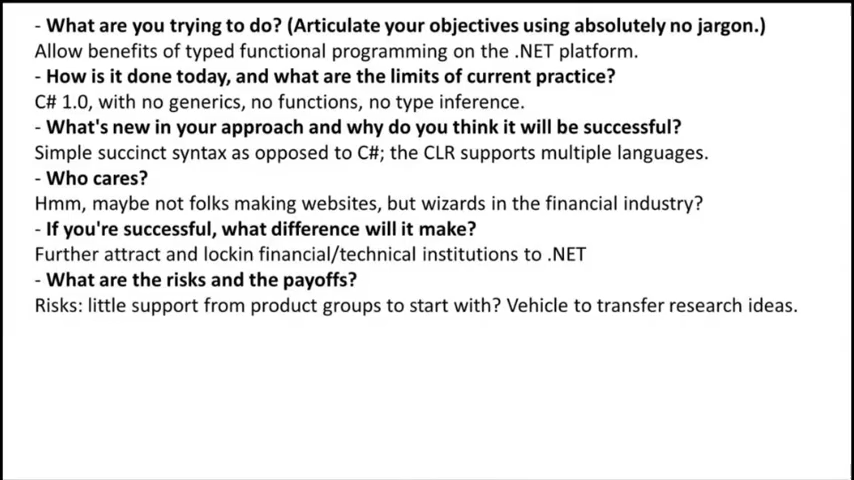 - What are you trying to do? (Articulate your objectives using absolutely no jargon.)
Allow benefits of typed functional programming on the .NET platform.
- How is it done today, and what are the limits of current practice?
C# 1.0, with no generics, no functions, no type inference.
- What's new in your approach and why do you think it will be successful?
Simple succinct syntax as opposed to C#; the CLR supports multiple languages.
- Who cares?
Hmm, maybe not folks making websites, but wizards in the financial industry?
- If you're successful, what difference will it make?
Further attract and lockin financial/technical institutions to .NET
- What are the risks and the payoffs?
Risks: little support from product groups to start with? Vehicle to transfer research ideas.